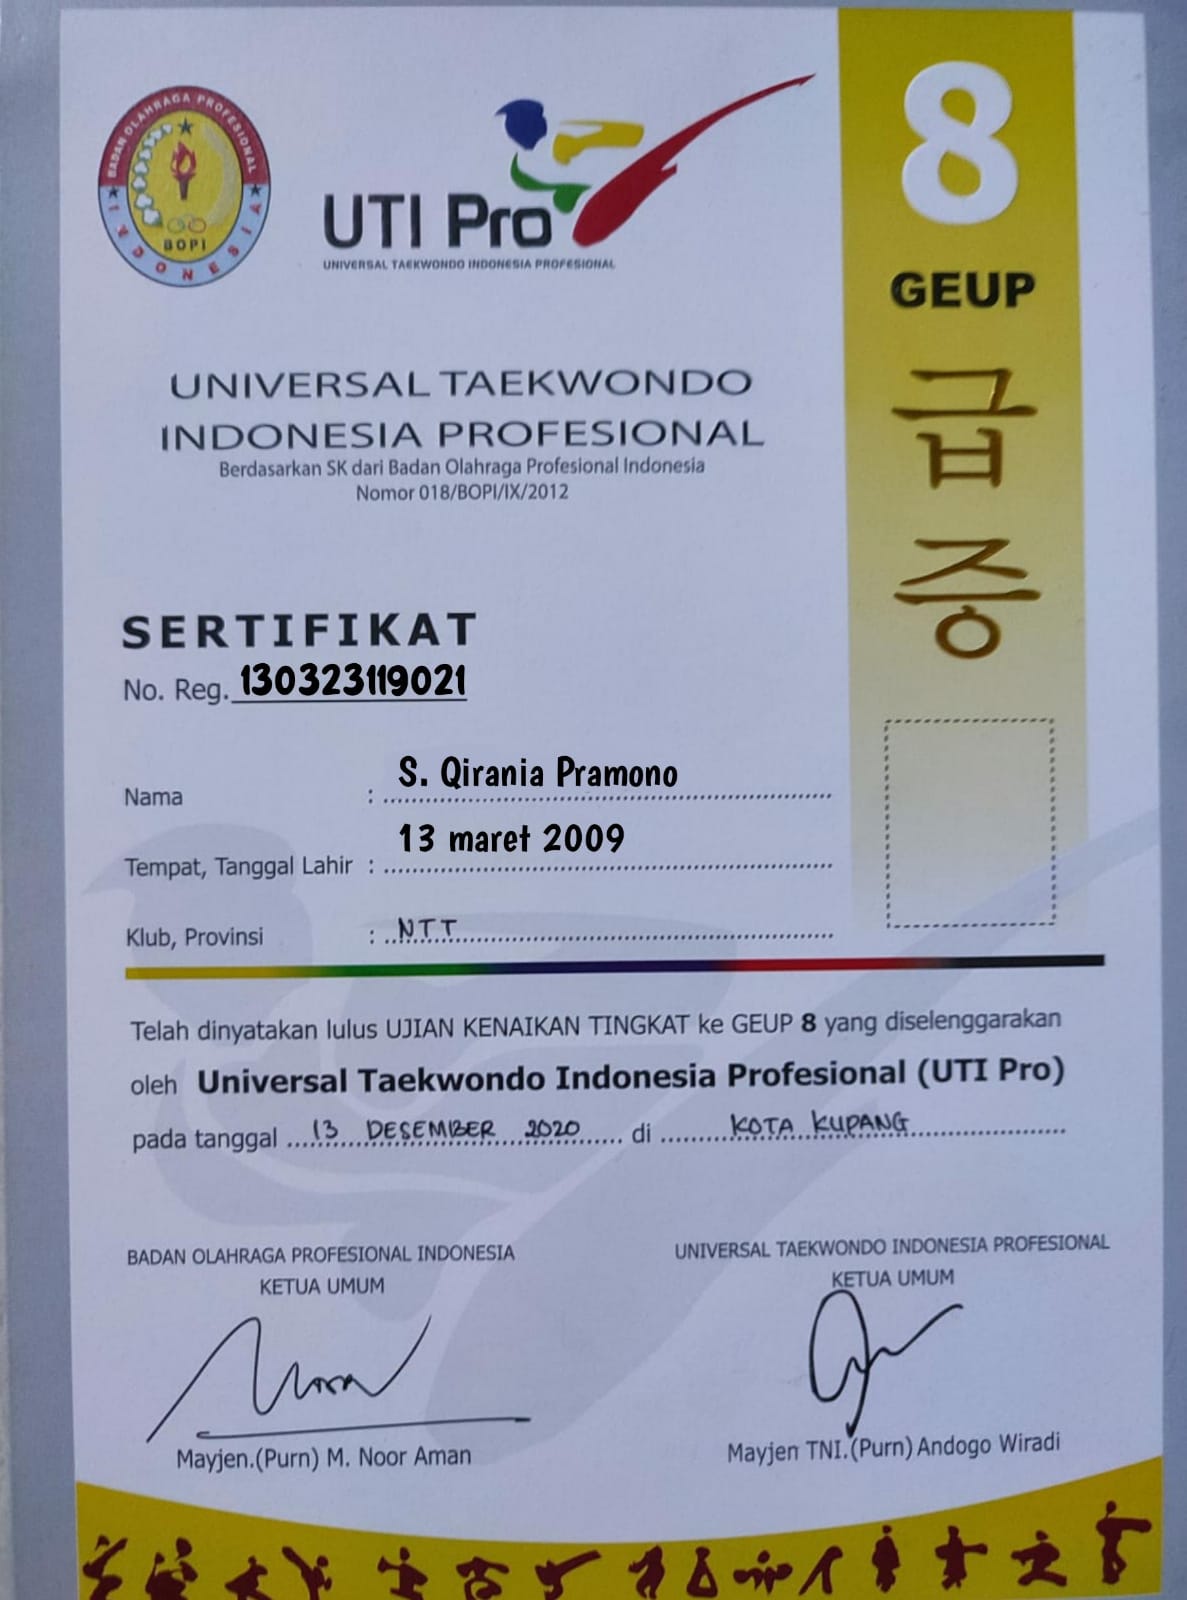 BADAN OLAHRAGA PROFESIONAL
INDONESIA
BOPI
UTI Pro
UNIVERSAL TAEKWONDO INDONESIA PROFESIONAL
8
GEUP
급
증
UNIVERSAL TAEKWONDO
INDONESIA PROFESIONAL
Berdasarkan SK dari Badan Olahraga Profesional Indonesia
Nomor 018/BOPI/IX/2012
SERTIFIKAT
No. Reg. 130323119021
Nama : S. Qirania Pramono
Tempat, Tanggal Lahir : 13 maret 2009
Klub, Provinsi : NTT
Telah dinyatakan lulus UJIAN KENAIKAN TINGKAT ke GEUP 8 yang diselenggarakan
oleh Universal Taekwondo Indonesia Profesional (UTI Pro)
pada tanggal 13 DESEMBER 2020 di KOTA KUPANG
BADAN OLAHRAGA PROFESIONAL INDONESIA
KETUA UMUM
Mayjen.(Purn) M. Noor Aman
UNIVERSAL TAEKWONDO INDONESIA PROFESIONAL
KETUA UMUM
Mayjen TNI.(Purn) Andogo Wiradi